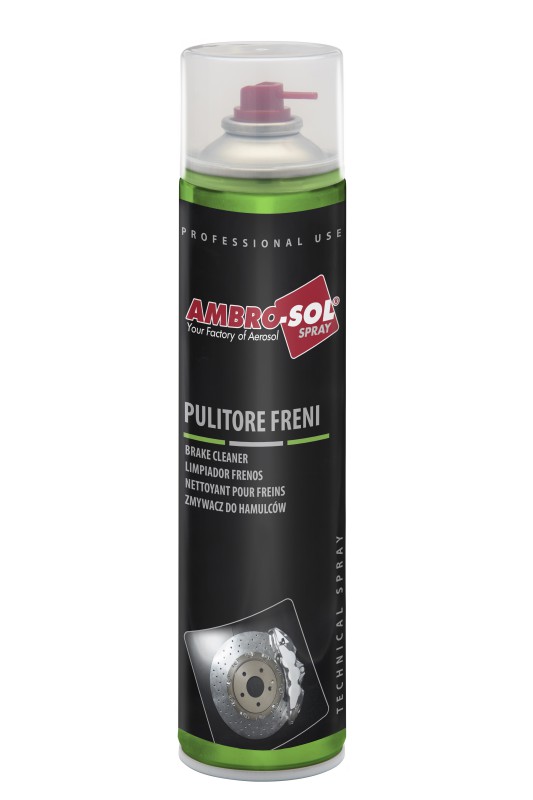 PROFESSIONAL USE
AMBRO-SOL®
SPRAY
Your Factory of Aerosol
PULITORE FRENI
BRAKE CLEANER
LIMPIADOR FRENOS
NETTOYANT POUR FREINS
ZMYWACZ DO HAMULCÓW
TECHNICAL SPRAY